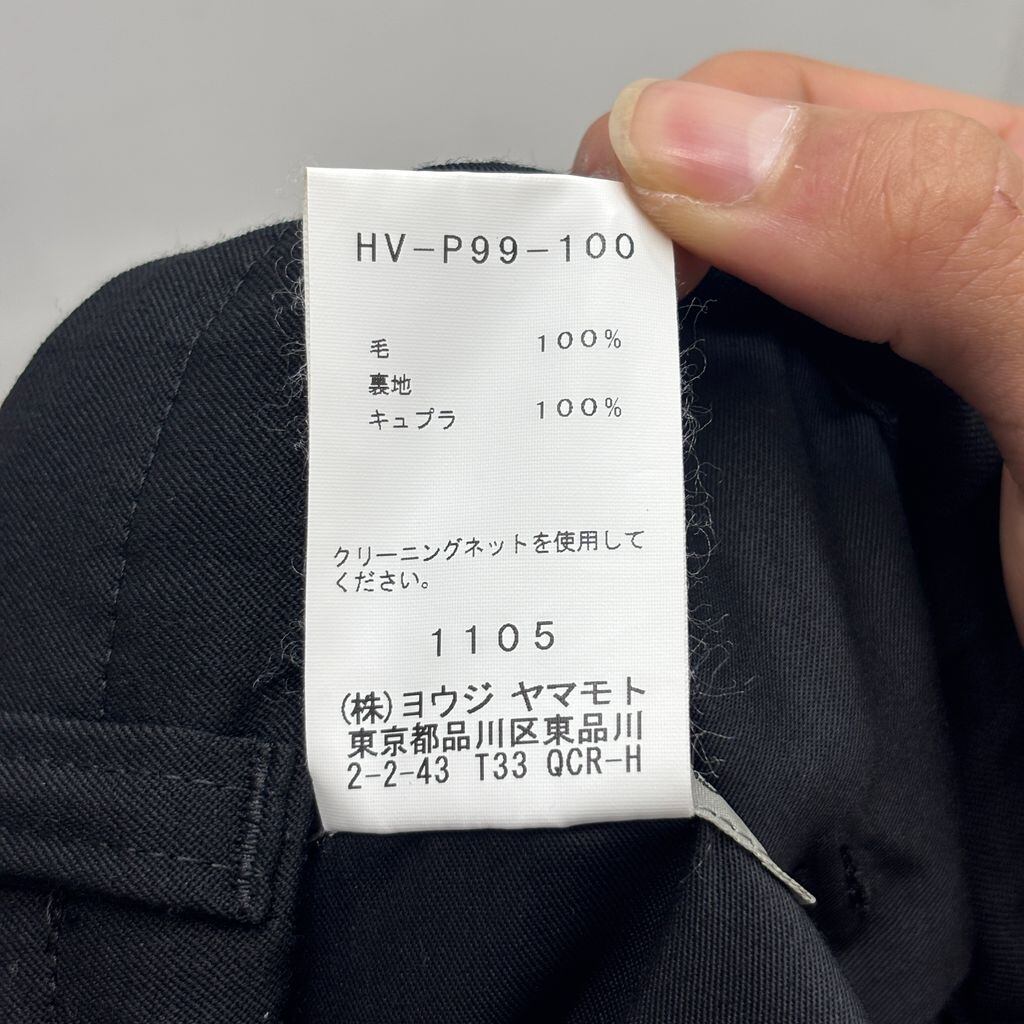 HV-P99-100
毛 100%
裏地
キュプラ 100%
クリーニングネットを使用して
ください。
1105
(株)ヨウジ ヤマモト
東京都品川区東品川
2-2-43 T33 QCR-H